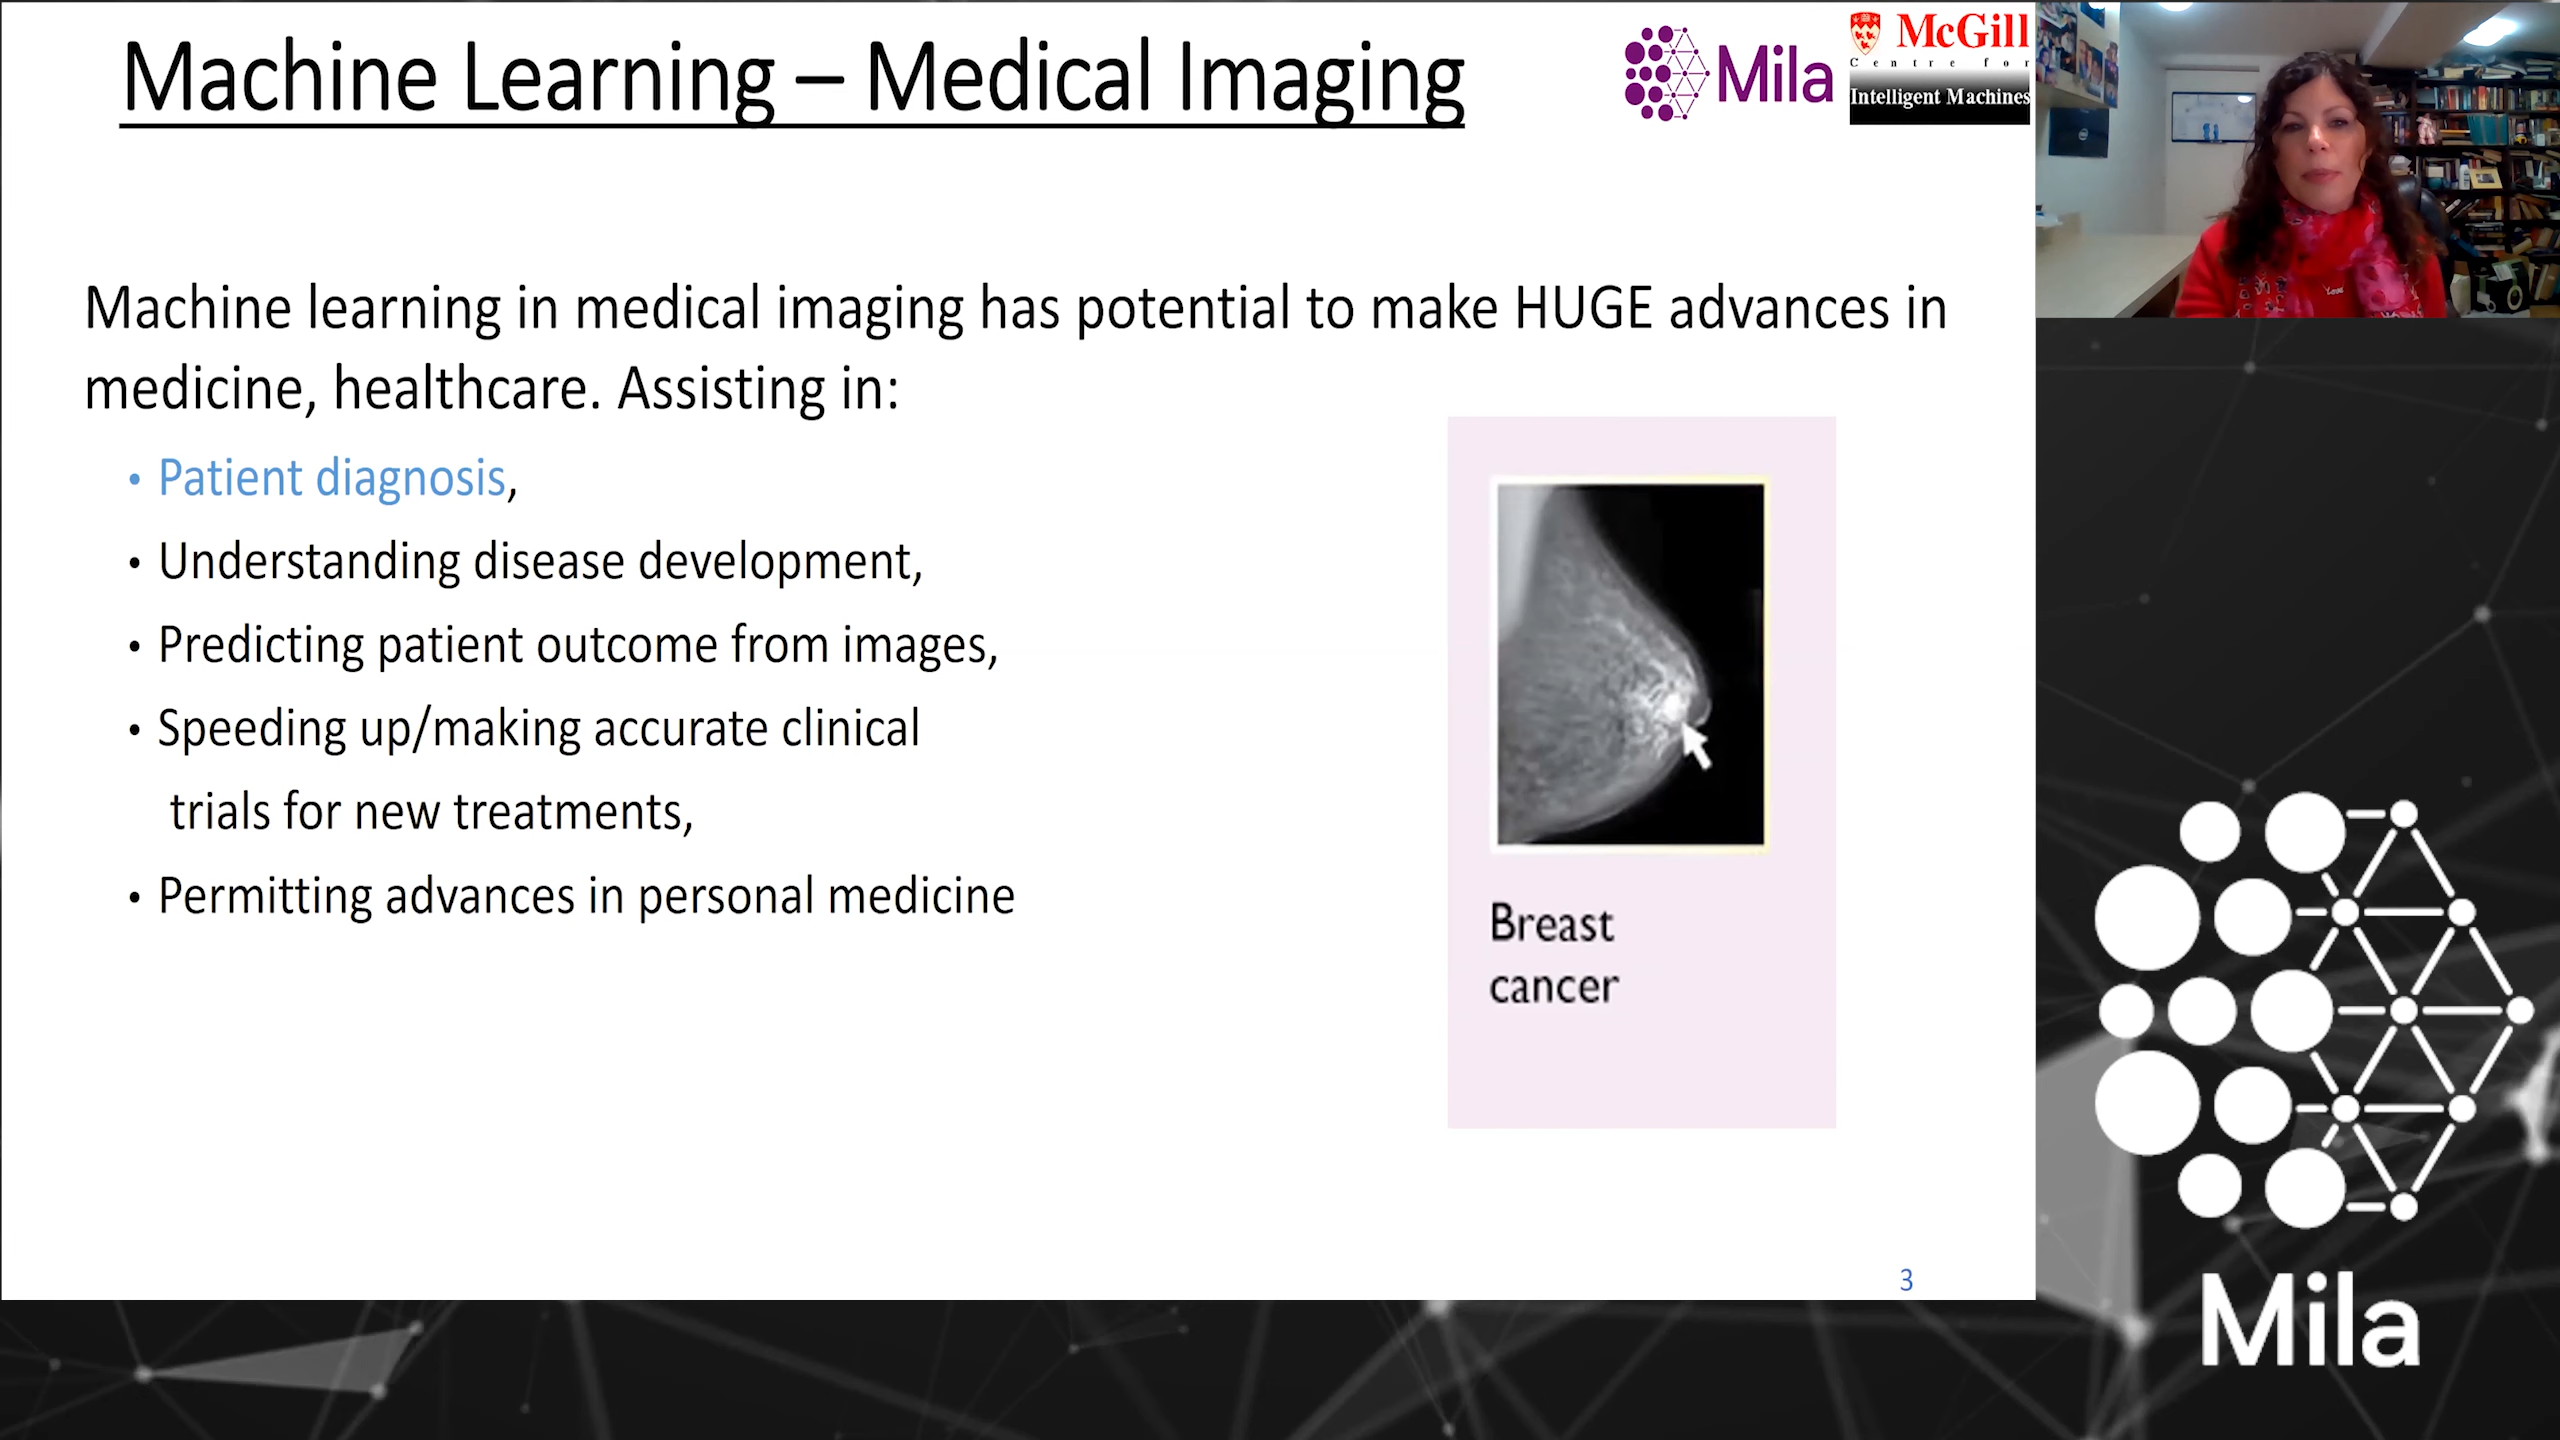 Machine Learning – Medical Imaging
Mila
McGill
Centre for
Intelligent Machines
Machine learning in medical imaging has potential to make HUGE advances in
medicine, healthcare. Assisting in:
• Patient diagnosis,
• Understanding disease development,
• Predicting patient outcome from images,
• Speeding up/making accurate clinical
trials for new treatments,
• Permitting advances in personal medicine
Breast
cancer
3
Love
Mila